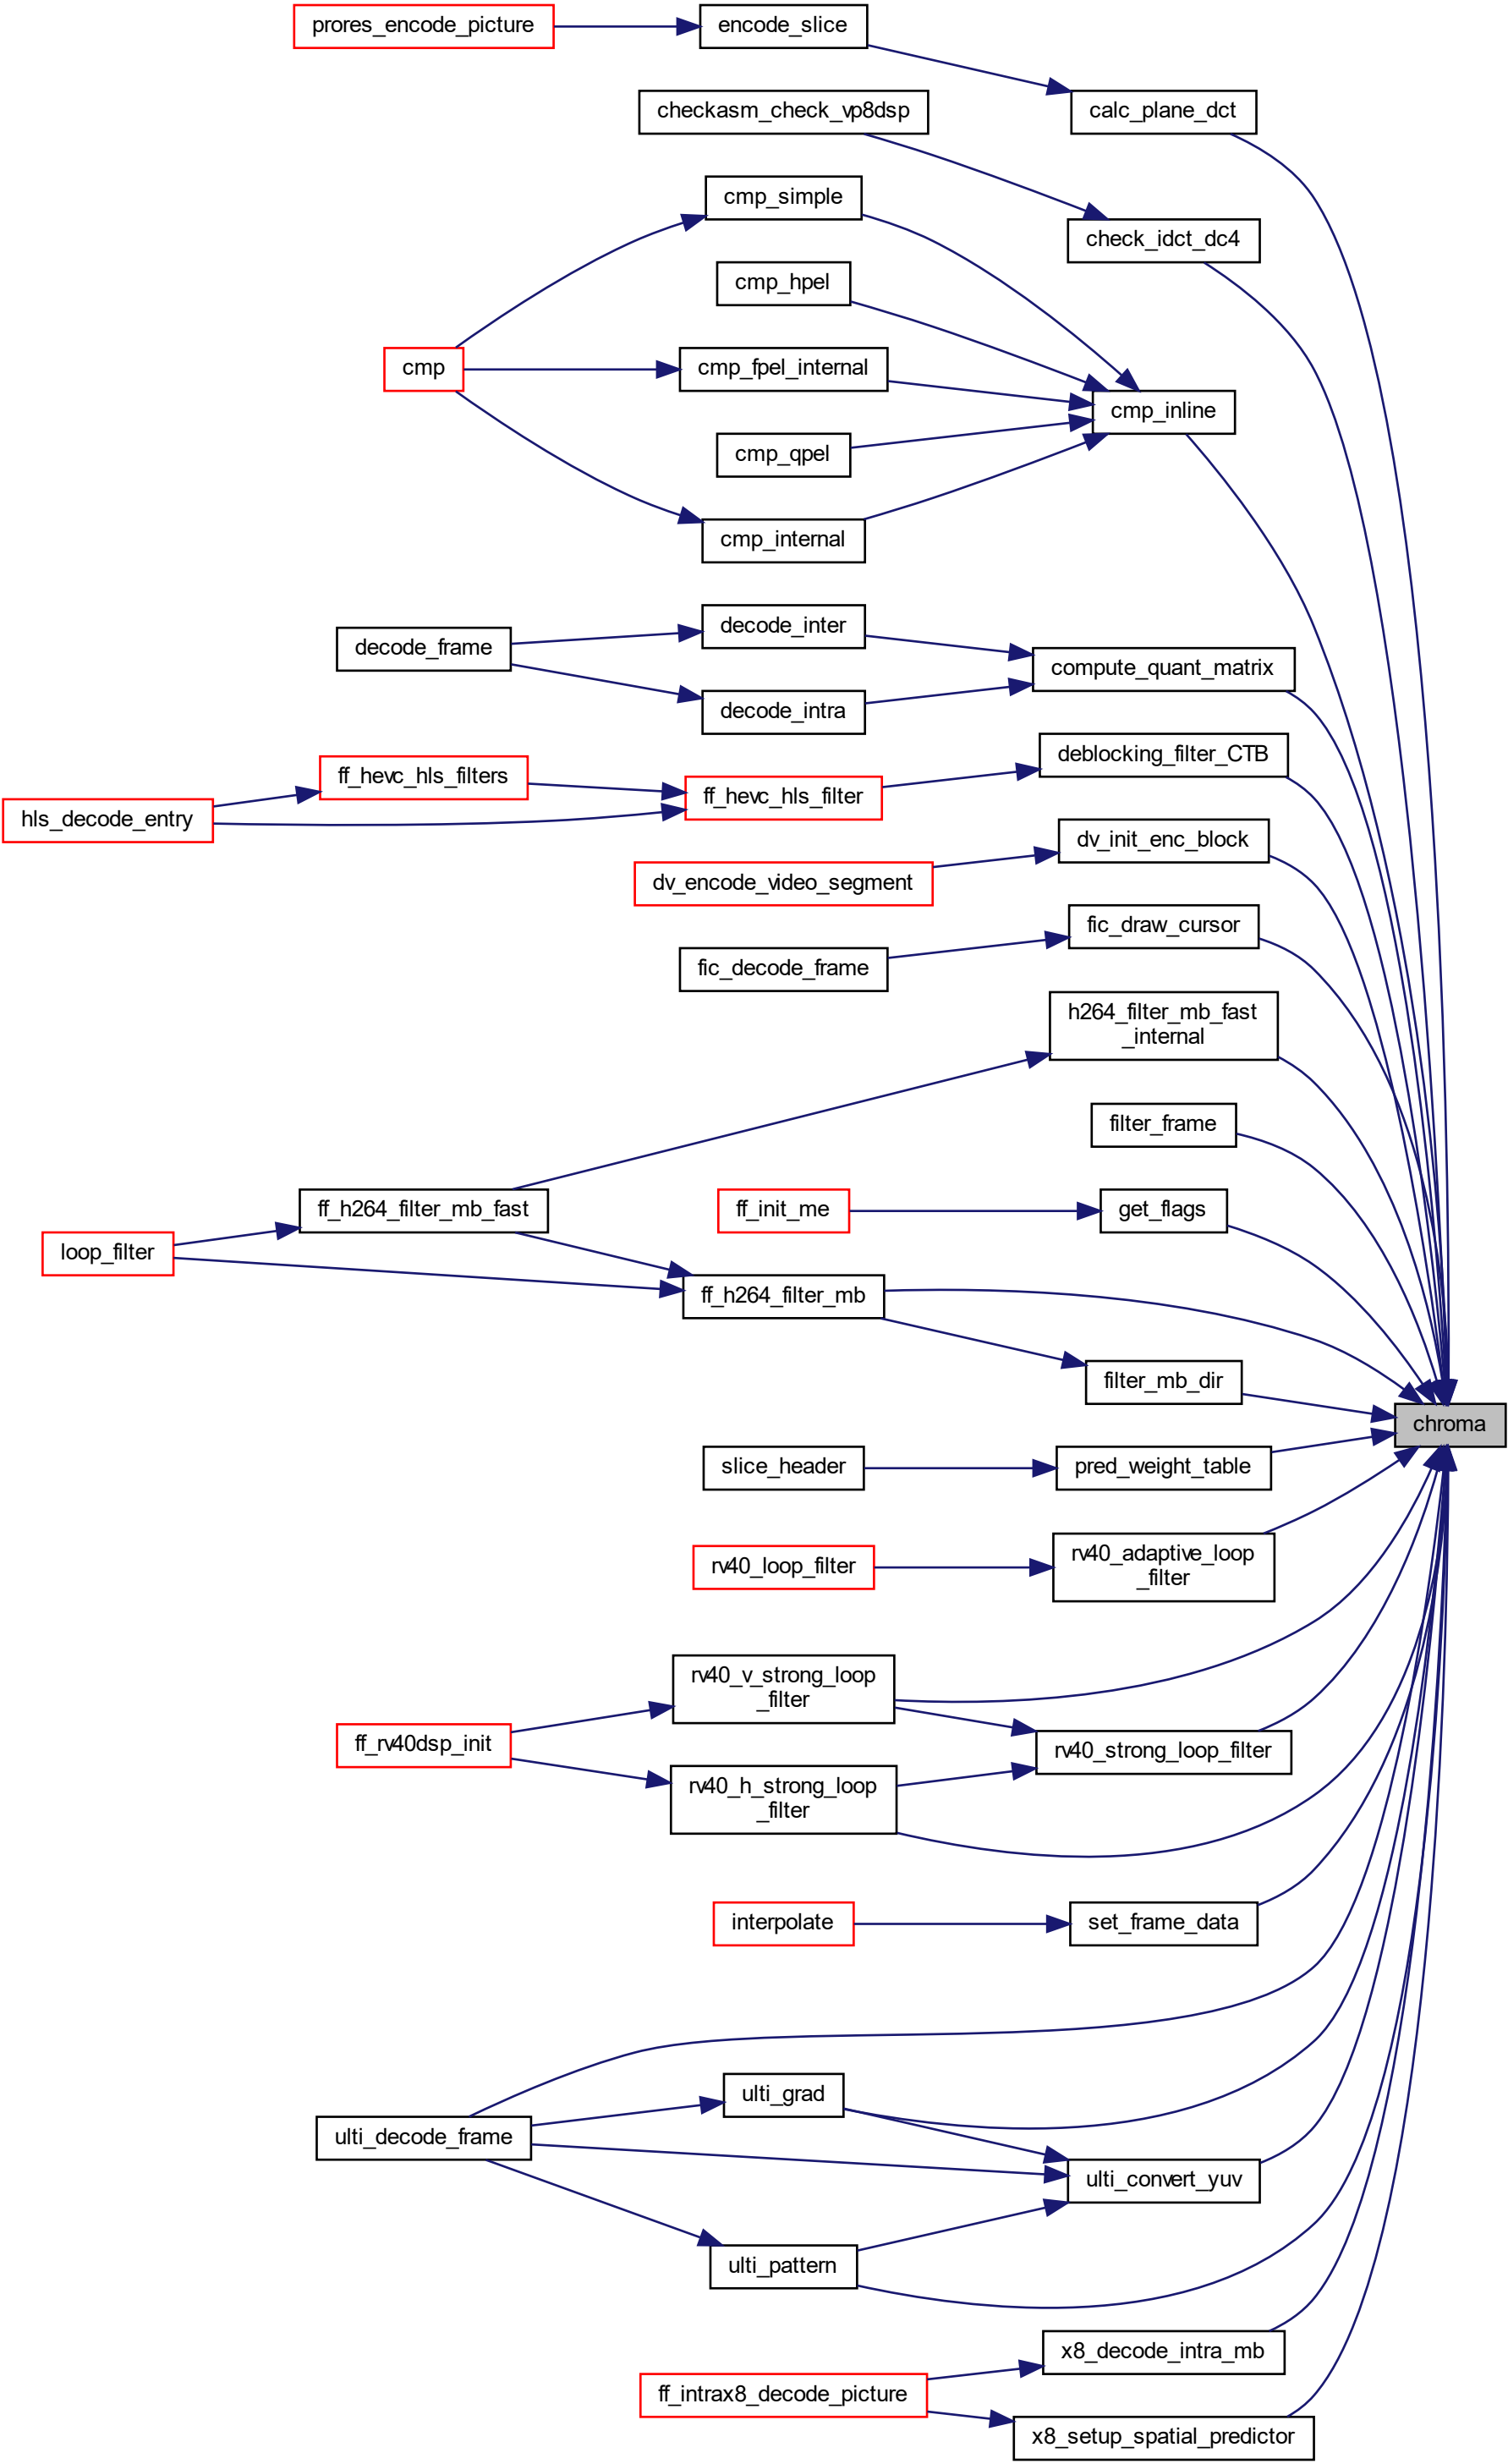 prores_encode_picture
encode_slice
calc_plane_dct
checkasm_check_vp8dsp
check_idct_dc4
cmp_simple
cmp_hpel
cmp
cmp_fpel_internal
cmp_inline
cmp_qpel
cmp_internal
decode_frame
decode_inter
compute_quant_matrix
decode_intra
deblocking_filter_CTB
ff_hevc_hls_filters
ff_hevc_hls_filter
hls_decode_entry
dv_init_enc_block
dv_encode_video_segment
fic_draw_cursor
fic_decode_frame
h264_filter_mb_fast
_internal
filter_frame
ff_h264_filter_mb_fast
ff_init_me
get_flags
loop_filter
ff_h264_filter_mb
filter_mb_dir
chroma
slice_header
pred_weight_table
rv40_loop_filter
rv40_adaptive_loop
_filter
rv40_v_strong_loop
_filter
ff_rv40dsp_init
rv40_strong_loop_filter
rv40_h_strong_loop
_filter
interpolate
set_frame_data
ulti_grad
ulti_decode_frame
ulti_convert_yuv
ulti_pattern
x8_decode_intra_mb
ff_intrax8_decode_picture
x8_setup_spatial_predictor